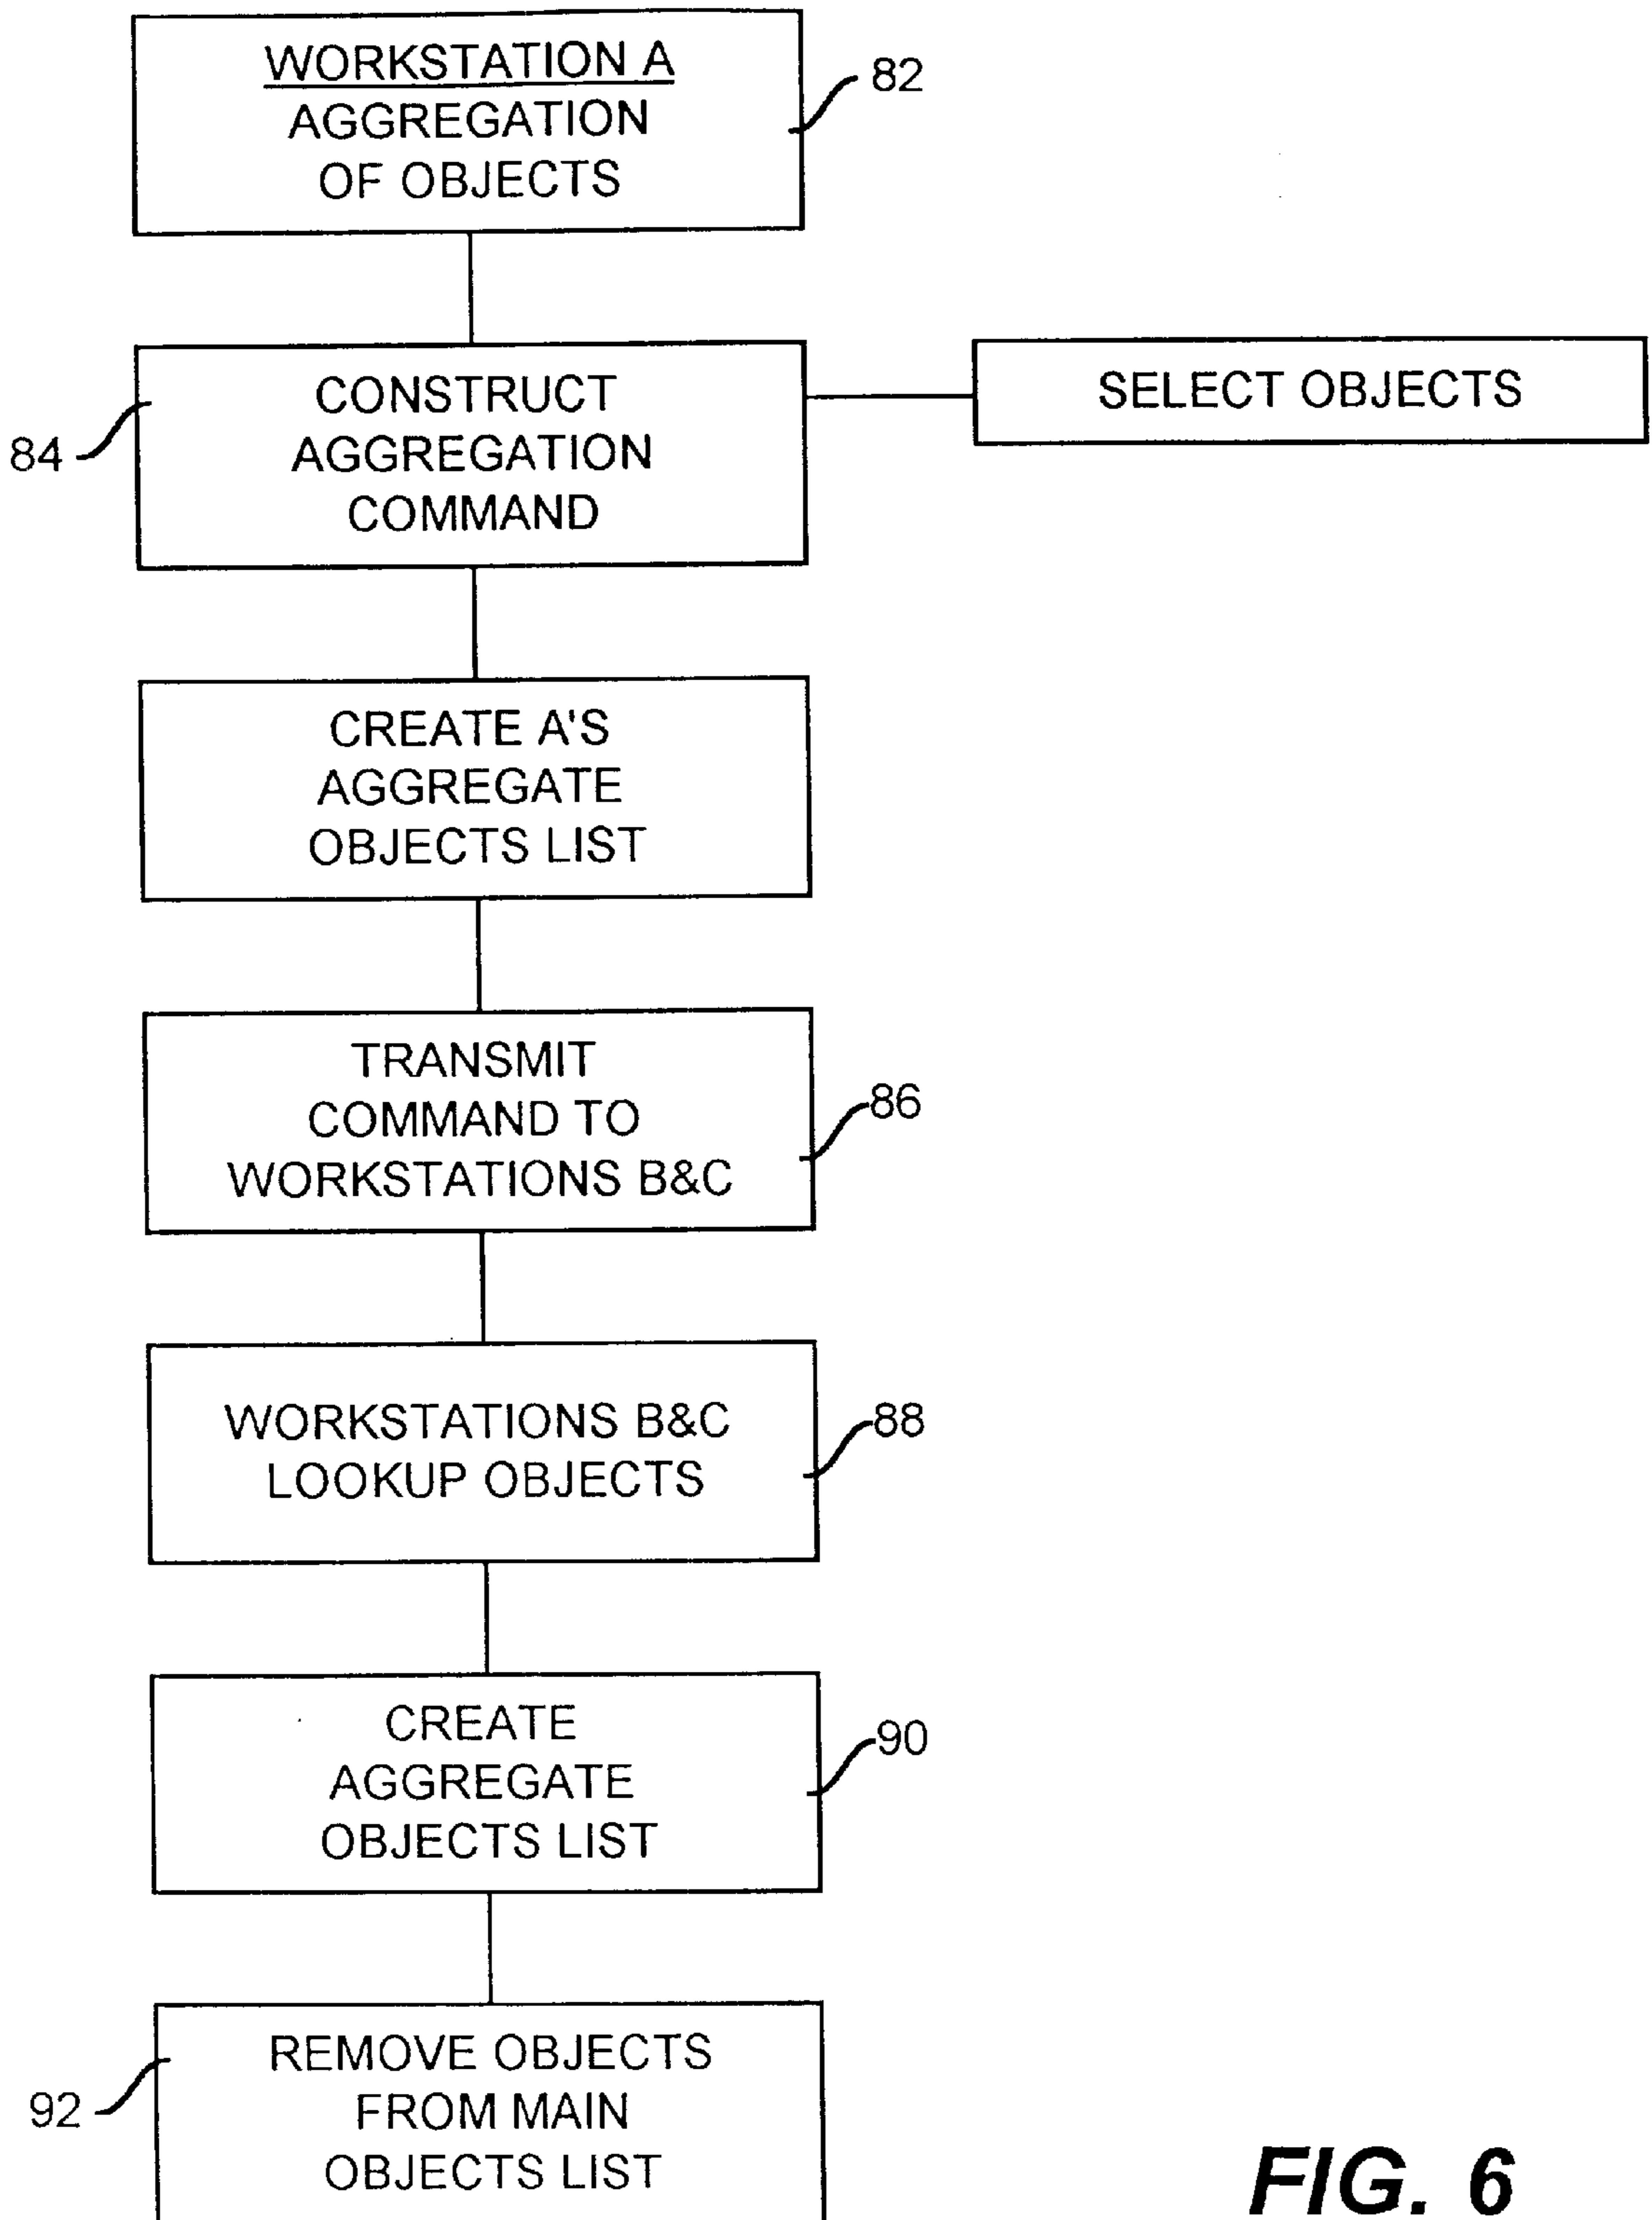 WORKSTATION A
AGGREGATION
OF OBJECTS
82
CONSTRUCT
AGGREGATION
COMMAND
84
SELECT OBJECTS
CREATE A'S
AGGREGATE
OBJECTS LIST
TRANSMIT
COMMAND TO
WORKSTATIONS B&C
86
WORKSTATIONS B&C
LOOKUP OBJECTS
88
CREATE
AGGREGATE
OBJECTS LIST
90
REMOVE OBJECTS
FROM MAIN
OBJECTS LIST
92
FIG. 6